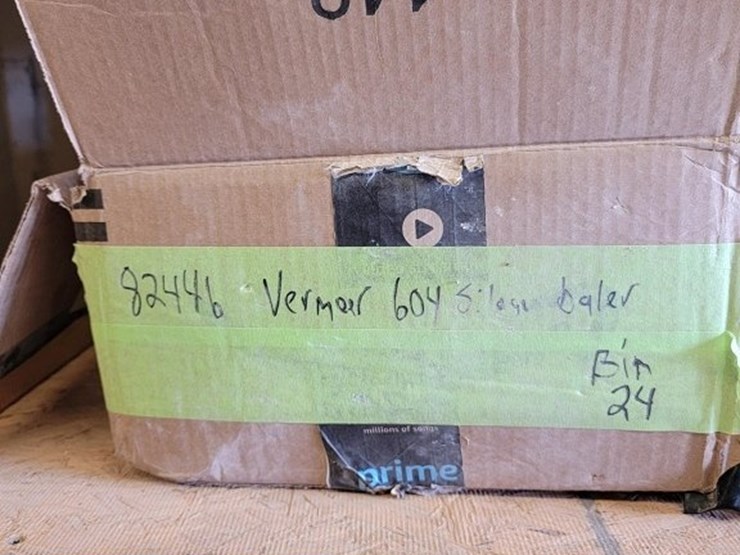 82446 Vermeer 604 Silage baler
Bin
24
millions of songs
prime